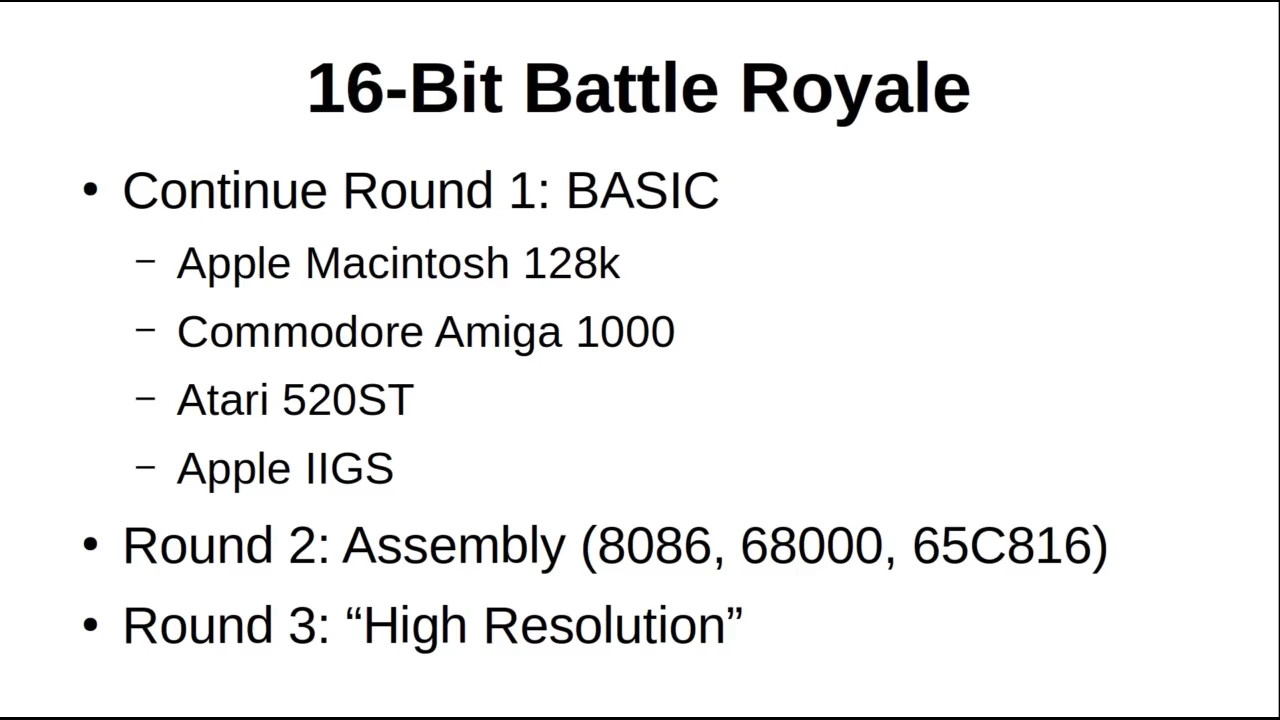 16-Bit Battle Royale
• Continue Round 1: BASIC
– Apple Macintosh 128k
– Commodore Amiga 1000
– Atari 520ST
– Apple IIGS
• Round 2: Assembly (8086, 68000, 65C816)
• Round 3: “High Resolution”